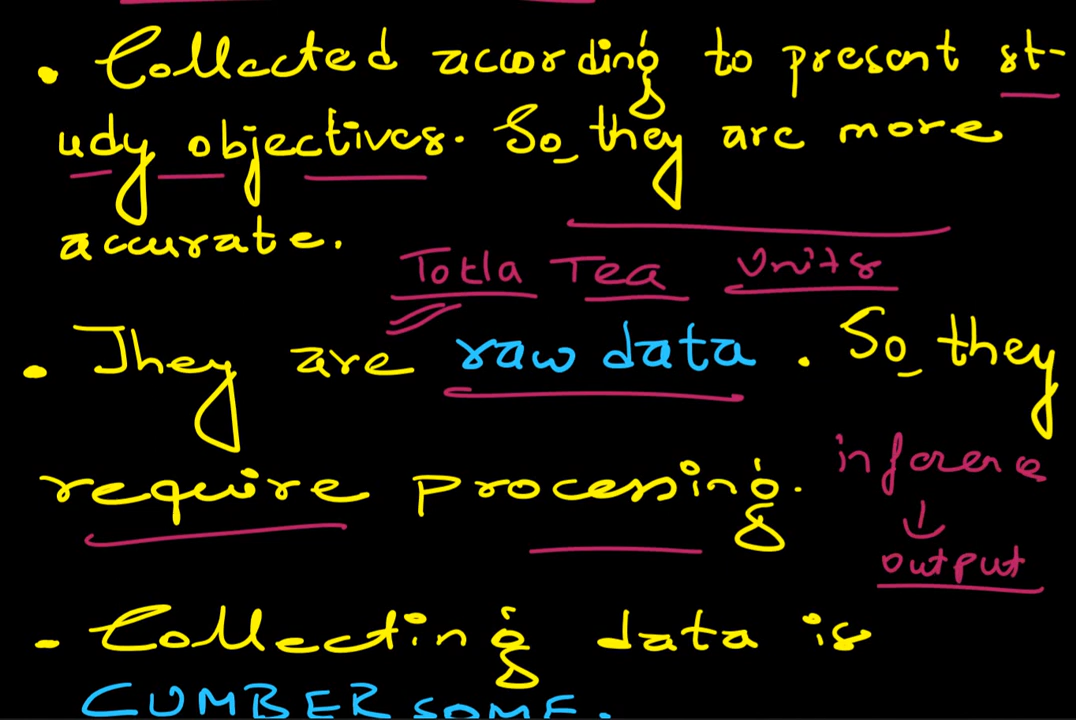 • Collected according to present st-
udy objectives. So, they are more
accurate.
Totla Tea Units
• They are raw data. So, they
require processing.
inference
↓
output
- Collecting data is
CUMBERSOME.